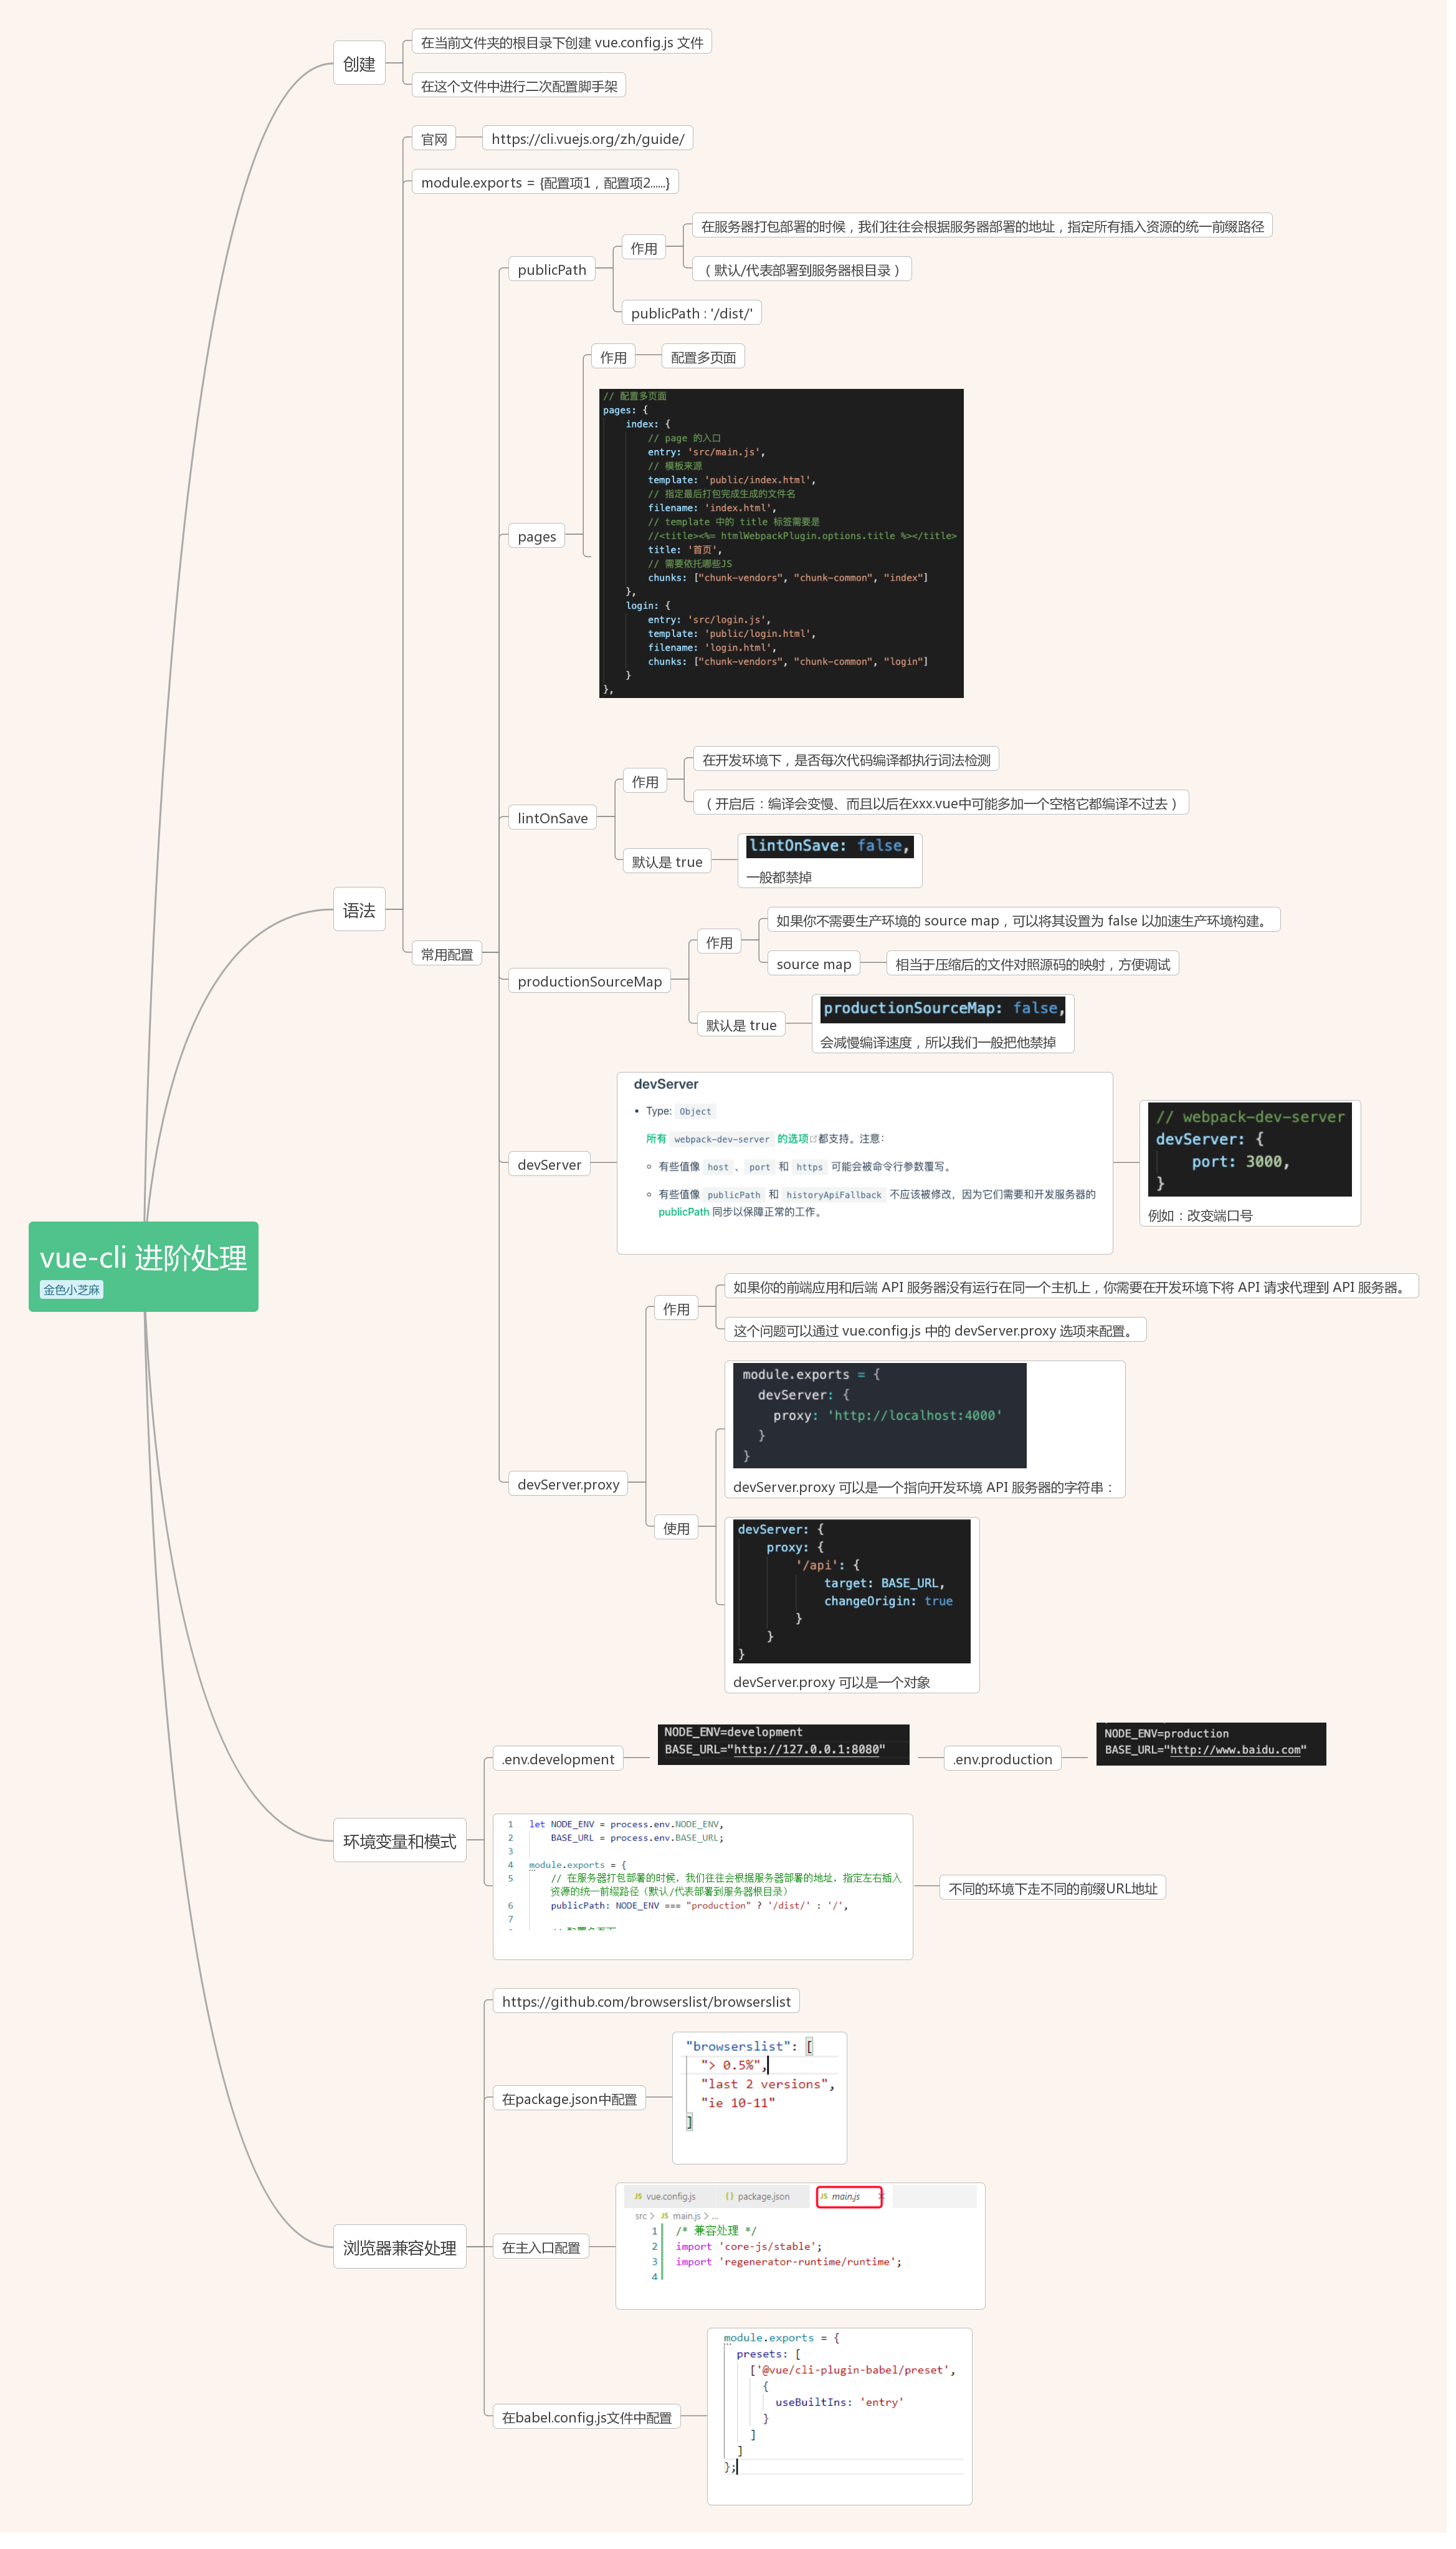 创建
在当前文件夹的根目录下创建 vue.config.js 文件
在这个文件中进行二次配置脚手架
官网
https://cli.vuejs.org/zh/guide/
module.exports = {配置项1，配置项2......}
在服务器打包部署的时候，我们往往会根据服务器部署的地址，指定所有插入资源的统一前缀路径
作用
（默认/代表部署到服务器根目录）
publicPath
publicPath : '/dist/'
作用
配置多页面
// 配置多页面
pages: {
index: {
// page 的入口
entry: 'src/main.js',
// 模板来源
template: 'public/index.html',
// 指定最后打包完成生成的文件名
filename: 'index.html',
// template 中的 title 标签需要是
//<title><%= htmlWebpackPlugin.options.title %></title>
title: '首页',
// 需要依托哪些JS
chunks: ["chunk-vendors", "chunk-common", "index"]
},
login: {
entry: 'src/login.js',
template: 'public/login.html',
filename: 'login.html',
chunks: ["chunk-vendors", "chunk-common", "login"]
}
},
pages
在开发环境下，是否每次代码编译都执行词法检测
作用
（开启后：编译会变慢、而且以后在xxx.vue中可能多加一个空格它都编译不过去）
lintOnSave
默认是 true
lintOnSave: false,
一般都禁掉
语法
常用配置
如果你不需要生产环境的 source map，可以将其设置为 false 以加速生产环境构建。
作用
source map
相当于压缩后的文件对照源码的映射，方便调试
productionSourceMap
默认是 true
productionSourceMap: false,
会减慢编译速度，所以我们一般把他禁掉
devServer
devServer
• Type: Object
所有 webpack-dev-server 的选项都支持。注意：
有些值像 host 、 port 和 https 可能会被命令行参数覆写。
有些值像 publicPath 和 historyApiFallback 不应该被修改，因为它们需要和开发服务器的
publicPath 同步以保障正常的工作。
// webpack-dev-server
devServer: {
port: 3000,
}
例如：改变端口号
vue-cli 进阶处理
金色小芝麻
如果你的前端应用和后端 API 服务器没有运行在同一个主机上，你需要在开发环境下将 API 请求代理到 API 服务器。
作用
这个问题可以通过 vue.config.js 中的 devServer.proxy 选项来配置。
module.exports = {
devServer: {
proxy: 'http://localhost:4000'
}
}
devServer.proxy 可以是一个指向开发环境 API 服务器的字符串：
devServer.proxy
使用
devServer: {
proxy: {
'/api': {
target: BASE_URL,
changeOrigin: true
}
}
}
devServer.proxy 可以是一个对象
.env.development
NODE_ENV=development
BASE_URL="http://127.0.0.1:8080"
.env.production
NODE_ENV=production
BASE_URL="http://www.baidu.com"
环境变量和模式
1 let NODE_ENV = process.env.NODE_ENV,
2 BASE_URL = process.env.BASE_URL;
3
4 module.exports = {
5 // 在服务器打包部署的时候，我们往往会根据服务器部署的地址，指定左右插入
资源的统一前缀路径（默认/代表部署到服务器根目录）
6 publicPath: NODE_ENV === "production" ? '/dist/' : '/',
7
不同的环境下走不同的前缀URL地址
https://github.com/browserslist/browserslist
在package.json中配置
"browserslist": [
"> 0.5%",
"last 2 versions",
"ie 10-11"
]
浏览器兼容处理
在主入口配置
JS vue.config.js {} package.json JS main.js ×
src > JS main.js > ...
1 /* 兼容处理 */
2 import 'core-js/stable';
3 import 'regenerator-runtime/runtime';
4
在babel.config.js文件中配置
module.exports = {
presets: [
['@vue/cli-plugin-babel/preset',
{
useBuiltIns: 'entry'
}
]
]
};